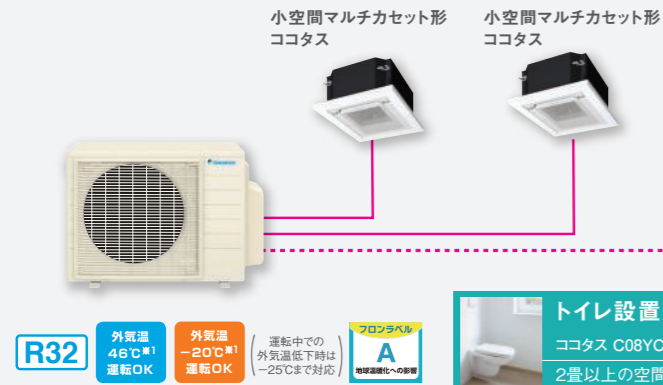 小空間マルチカセット形
ココタス
小空間マルチカセット形
ココタス
DAIKIN
R32
外気温
46℃※1
運転OK
外気温
−20℃※1
運転OK
運転中での
外気温低下時は
−25℃まで対応
フロンラベル
A
地球温暖化への影響
トイレ設置
ココタス C08YC
2畳以上の空間